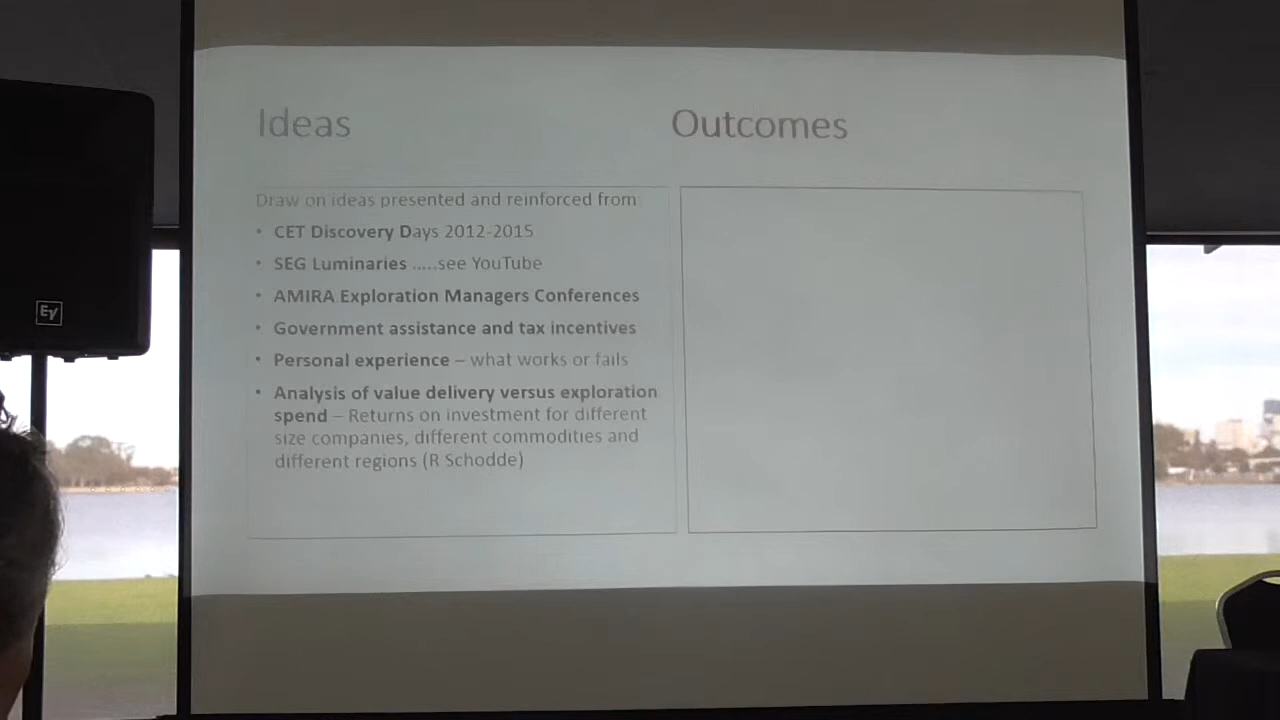 Ideas
Outcomes
Draw on ideas presented and reinforced from
• CET Discovery Days 2012-2015
• SEG Luminaries .....see YouTube
• AMIRA Exploration Managers Conferences
• Government assistance and tax incentives
• Personal experience – what works or fails
• Analysis of value delivery versus exploration
spend – Returns on investment for different
size companies, different commodities and
different regions (R Schodde)
EV